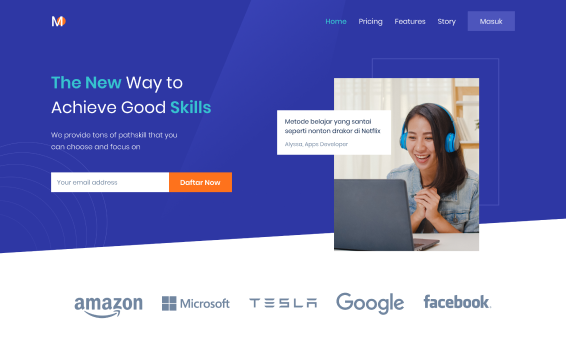 M
Home Pricing Features Story Masuk
The New Way to
Achieve Good Skills
We provide tons of pathskill that you
can choose and focus on
Your email address Daftar Now
Metode belajar yang santai
seperti nonton drakor di Netflix
Alyssa, Apps Developer
amazon Microsoft TESLA Google facebook.